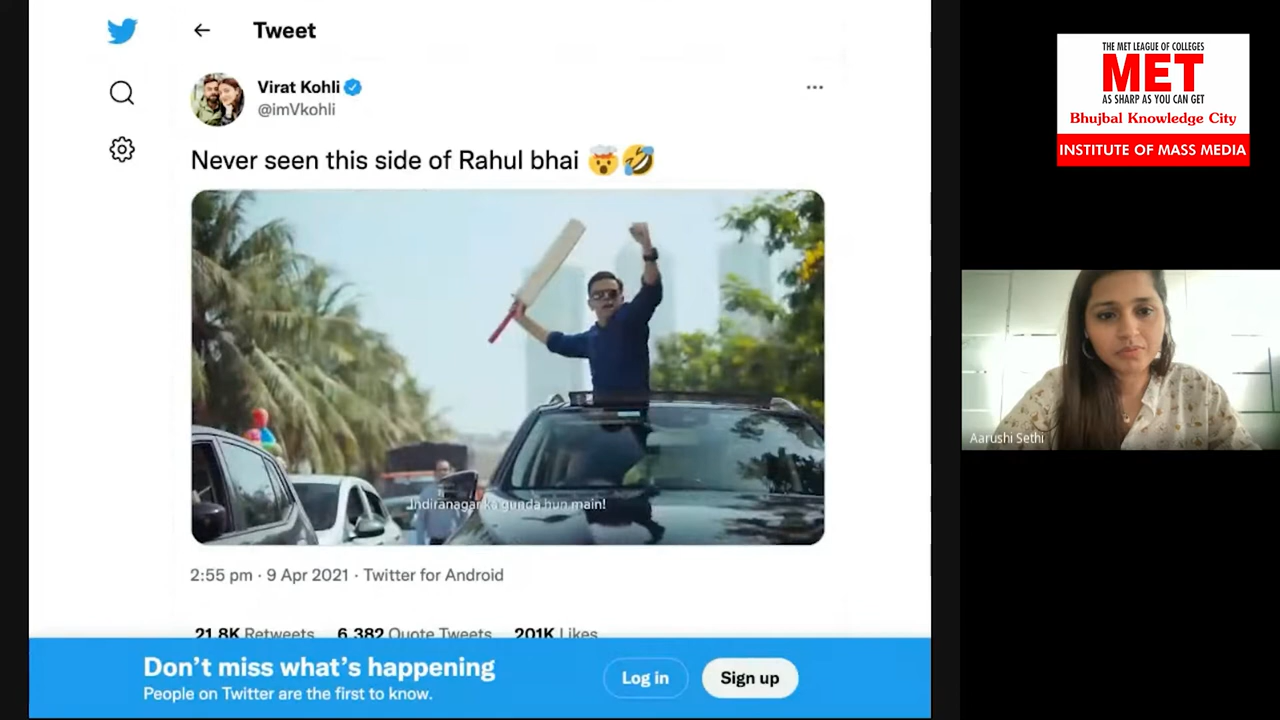 Tweet
Virat Kohli
@imVkohli
Never seen this side of Rahul bhai 🤯🤣
Indiranagar ka gunda hun main!
2:55 pm · 9 Apr 2021 · Twitter for Android
21.8K Retweets 6,382 Quote Tweets 201K Likes
Don't miss what's happening
People on Twitter are the first to know.
Log in
Sign up
THE MET LEAGUE OF COLLEGES
MET
AS SHARP AS YOU CAN GET
Bhujbal Knowledge City
INSTITUTE OF MASS MEDIA
Aarushi Sethi